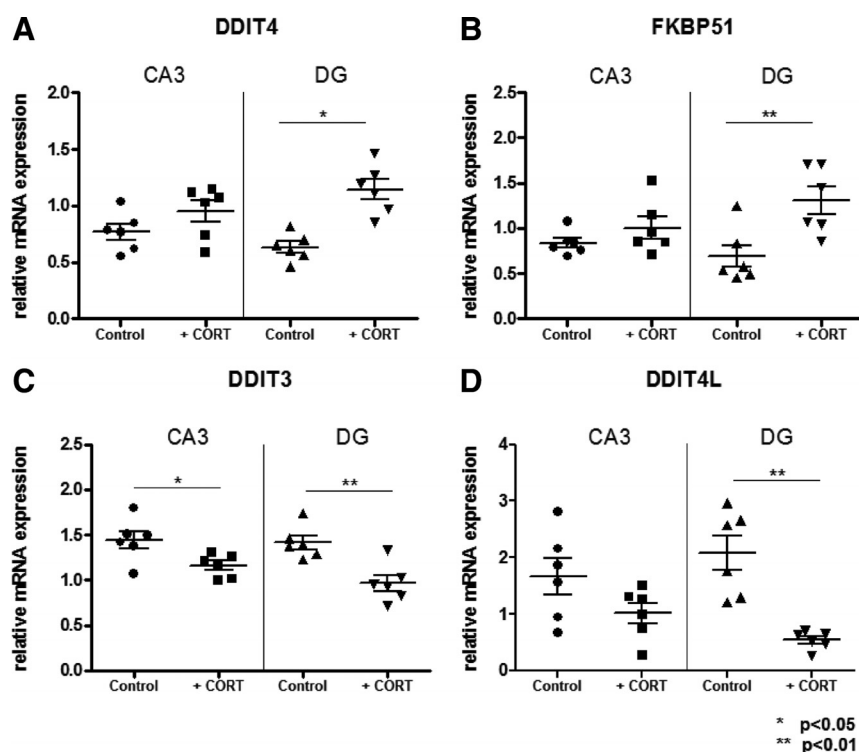 A
DDIT4
CA3
DG
relative mRNA expression
2.0
1.5
1.0
0.5
0.0
*
Control
+ CORT
Control
+ CORT
B
FKBP51
CA3
DG
relative mRNA expression
2.5
2.0
1.5
1.0
0.5
0.0
**
Control
+ CORT
Control
+ CORT
C
DDIT3
CA3
DG
relative mRNA expression
2.5
2.0
1.5
1.0
0.5
0.0
*
**
Control
+ CORT
Control
+ CORT
D
DDIT4L
CA3
DG
relative mRNA expression
4
3
2
1
0
**
Control
+ CORT
Control
+ CORT
* p<0.05
** p<0.01